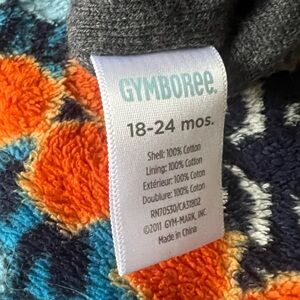 GYMBOREE.
18-24 mos.
Shell: 100% Cotton
Lining: 100% Cotton
Extérieur: 100% Coton
Doublure: 100% Coton
RN70530/CA31802
©2011 GYM-MARK, INC.
Made in China